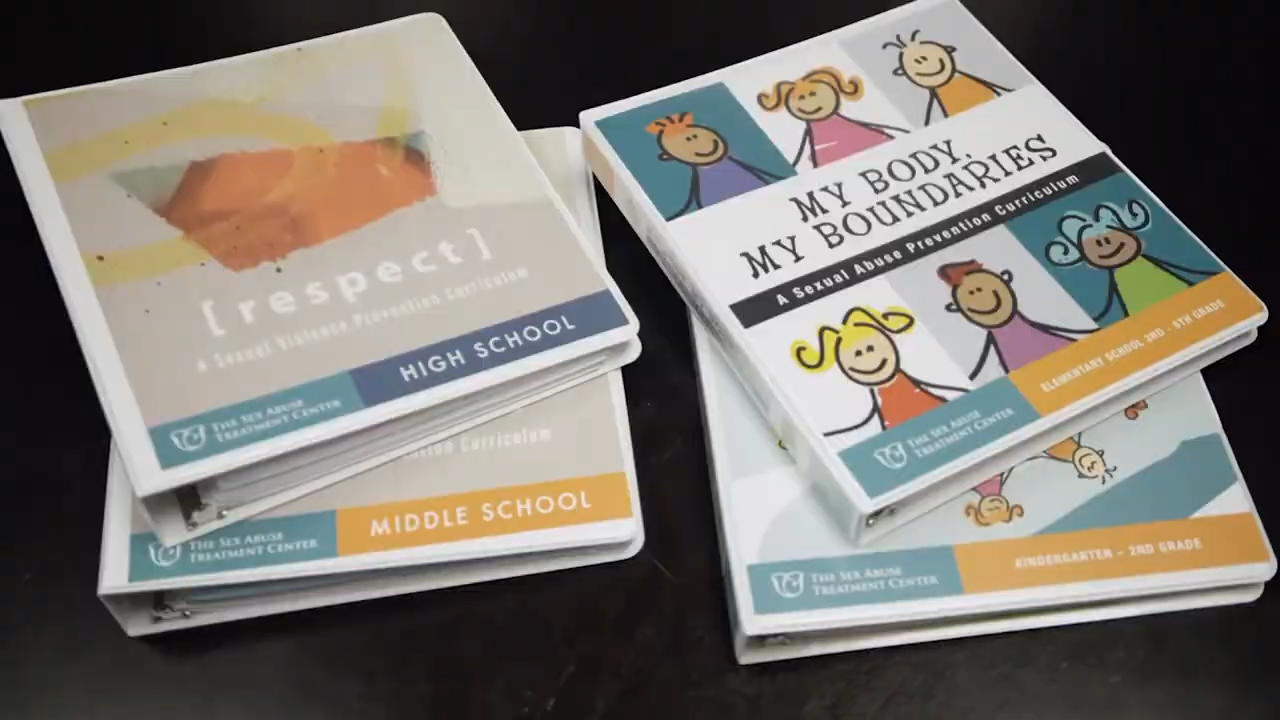 [respect]
A Sexual Violence Prevention Curriculum
HIGH SCHOOL
THE SEX ABUSE
TREATMENT CENTER
Curriculum
MIDDLE SCHOOL
THE SEX ABUSE
TREATMENT CENTER
MY BODY,
MY BOUNDARIES
A Sexual Abuse Prevention Curriculum
ELEMENTARY SCHOOL 3RD - 5TH GRADE
THE SEX ABUSE
TREATMENT CENTER
KINDERGARTEN – 2ND GRADE
THE SEX ABUSE
TREATMENT CENTER